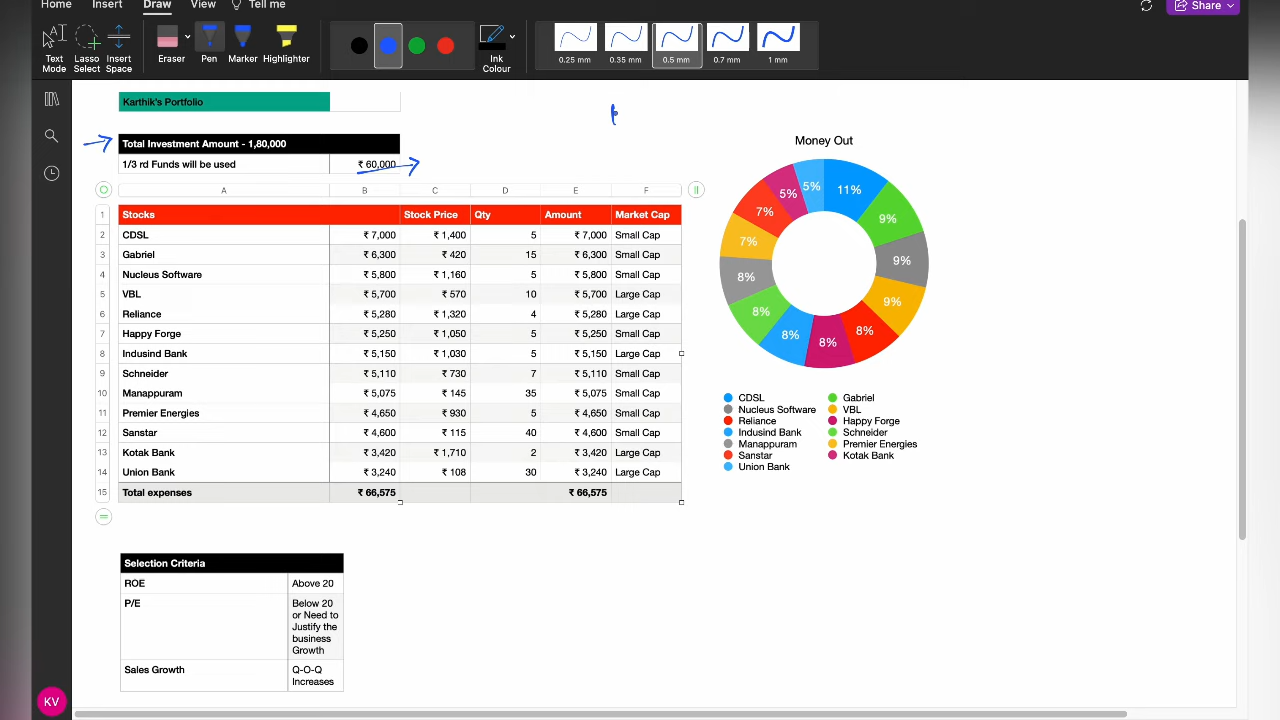 Home Insert Draw View Tell me Share
Text Mode Lasso Select Insert Space Eraser Pen Marker Highlighter Ink Colour 0.25 mm 0.35 mm 0.5 mm 0.7 mm 1 mm
Karthik's Portfolio
Total Investment Amount - 1,80,000
1/3 rd Funds will be used ₹ 60,000
A B C D E F
1 Stocks Stock Price Qty Amount Market Cap
2 CDSL ₹ 7,000 ₹ 1,400 5 ₹ 7,000 Small Cap
3 Gabriel ₹ 6,300 ₹ 420 15 ₹ 6,300 Small Cap
4 Nucleus Software ₹ 5,800 ₹ 1,160 5 ₹ 5,800 Small Cap
5 VBL ₹ 5,700 ₹ 570 10 ₹ 5,700 Large Cap
6 Reliance ₹ 5,280 ₹ 1,320 4 ₹ 5,280 Large Cap
7 Happy Forge ₹ 5,250 ₹ 1,050 5 ₹ 5,250 Small Cap
8 Indusind Bank ₹ 5,150 ₹ 1,030 5 ₹ 5,150 Large Cap
9 Schneider ₹ 5,110 ₹ 730 7 ₹ 5,110 Small Cap
10 Manappuram ₹ 5,075 ₹ 145 35 ₹ 5,075 Small Cap
11 Premier Energies ₹ 4,650 ₹ 930 5 ₹ 4,650 Small Cap
12 Sanstar ₹ 4,600 ₹ 115 40 ₹ 4,600 Small Cap
13 Kotak Bank ₹ 3,420 ₹ 1,710 2 ₹ 3,420 Large Cap
14 Union Bank ₹ 3,240 ₹ 108 30 ₹ 3,240 Large Cap
15 Total expenses ₹ 66,575 ₹ 66,575
Money Out
11%
9%
9%
9%
8%
8%
8%
8%
8%
7%
7%
5%
5%
CDSL Gabriel
Nucleus Software VBL
Reliance Happy Forge
Indusind Bank Schneider
Manappuram Premier Energies
Sanstar Kotak Bank
Union Bank
Selection Criteria
ROE Above 20
P/E Below 20
or Need to
Justify the
business
Growth
Sales Growth Q-O-Q
Increases
KV